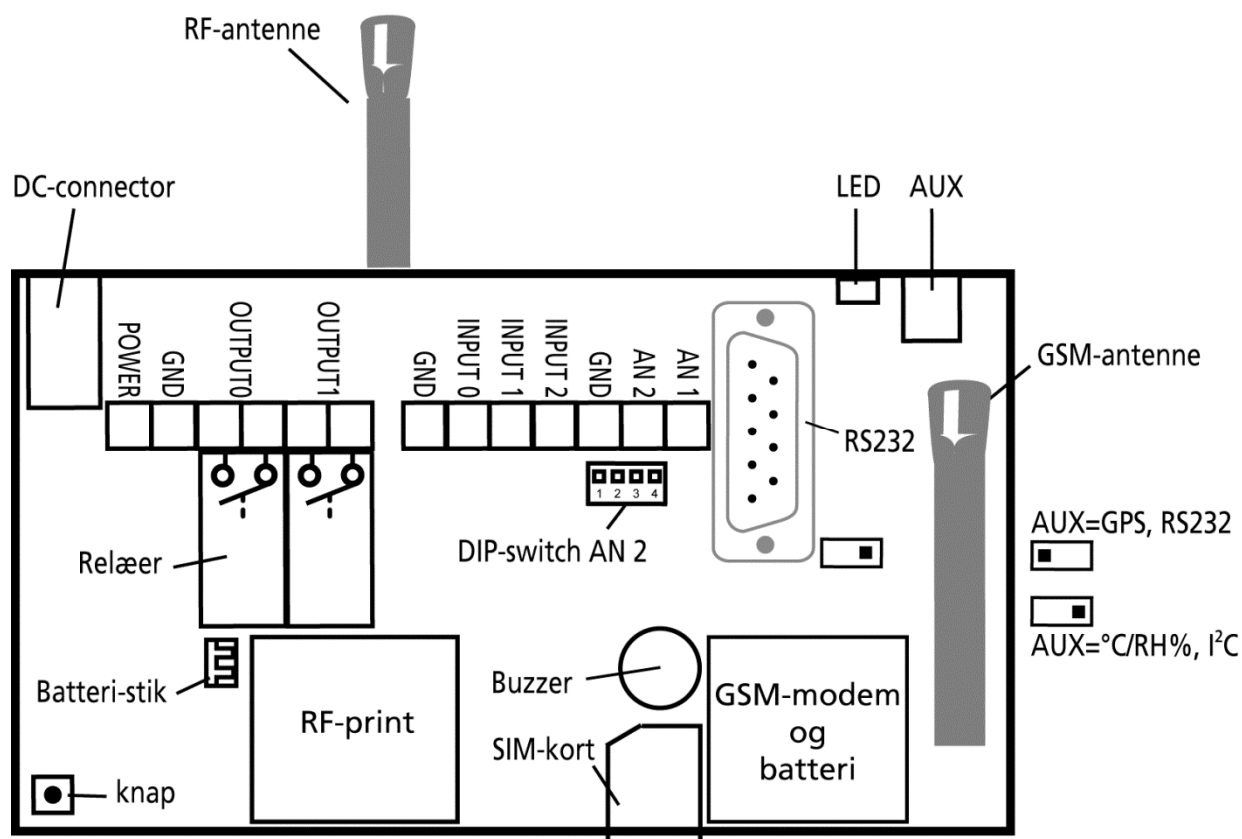 RF-antenne
DC-connector
LED
AUX
POWER
GND
OUTPUT0
OUTPUT1
GND
INPUT 0
INPUT 1
INPUT 2
GND
AN 2
AN 1
GSM-antenne
RS232
1 2 3 4
DIP-switch AN 2
AUX=GPS, RS232
AUX=°C/RH%, I²C
Relæer
Batteri-stik
RF-print
Buzzer
GSM-modem
og
batteri
SIM-kort
knap